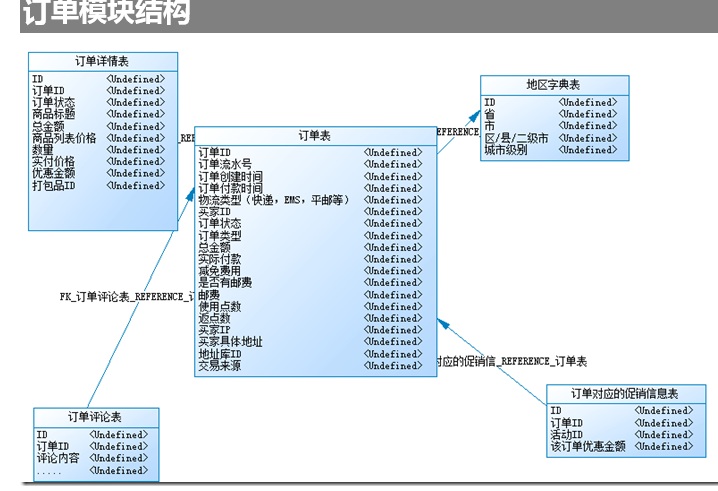 订单模块结构
订单详情表
ID <Undefined>
订单ID <Undefined>
订单状态 <Undefined>
商品标题 <Undefined>
总金额 <Undefined>
商品列表价格 <Undefined>
数量 <Undefined>
实付价格 <Undefined>
优惠金额 <Undefined>
打包品ID <Undefined>
地区字典表
ID <Undefined>
省 <Undefined>
市 <Undefined>
区/县/二级市 <Undefined>
城市级别 <Undefined>
订单表
订单ID <Undefined>
订单流水号 <Undefined>
订单创建时间 <Undefined>
订单付款时间 <Undefined>
物流类型（快递，EMS，平邮等） <Undefined>
买家ID <Undefined>
订单状态 <Undefined>
订单类型 <Undefined>
总金额 <Undefined>
实际付款 <Undefined>
减免费用 <Undefined>
是否有邮费 <Undefined>
邮费 <Undefined>
使用点数 <Undefined>
返点数 <Undefined>
买家IP <Undefined>
买家具体地址 <Undefined>
地址库ID <Undefined>
交易来源 <Undefined>
FK_订单评论表_REFERENCE_
对应的促销信_REFERENCE_订单表
订单评论表
ID <Undefined>
订单ID <Undefined>
评论内容 <Undefined>
..... <Undefined>
订单对应的促销信息表
ID <Undefined>
订单ID <Undefined>
活动ID <Undefined>
该订单优惠金额 <Undefined>